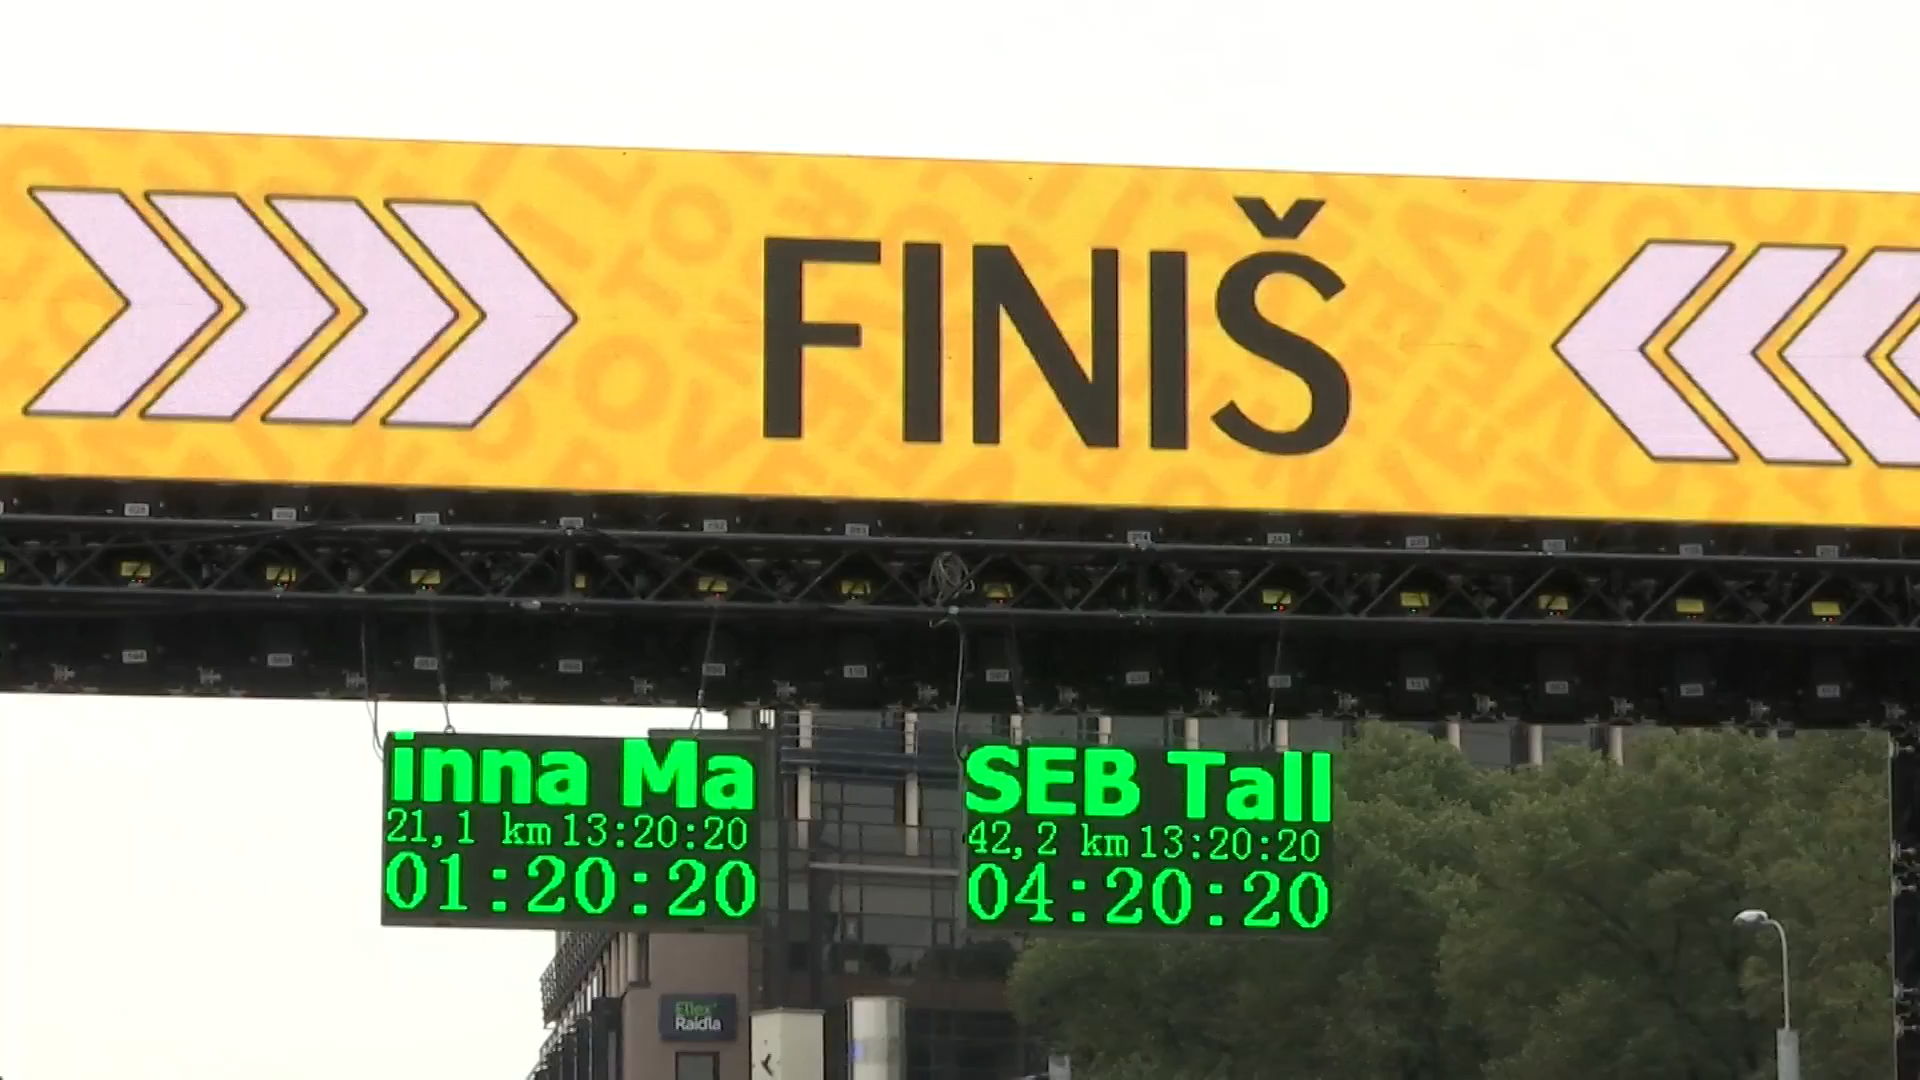 FINIŠ
inna Ma
21,1 km 13:20:20
01:20:20
SEB Tall
42,2 km 13:20:20
04:20:20
Ellex
Raidla